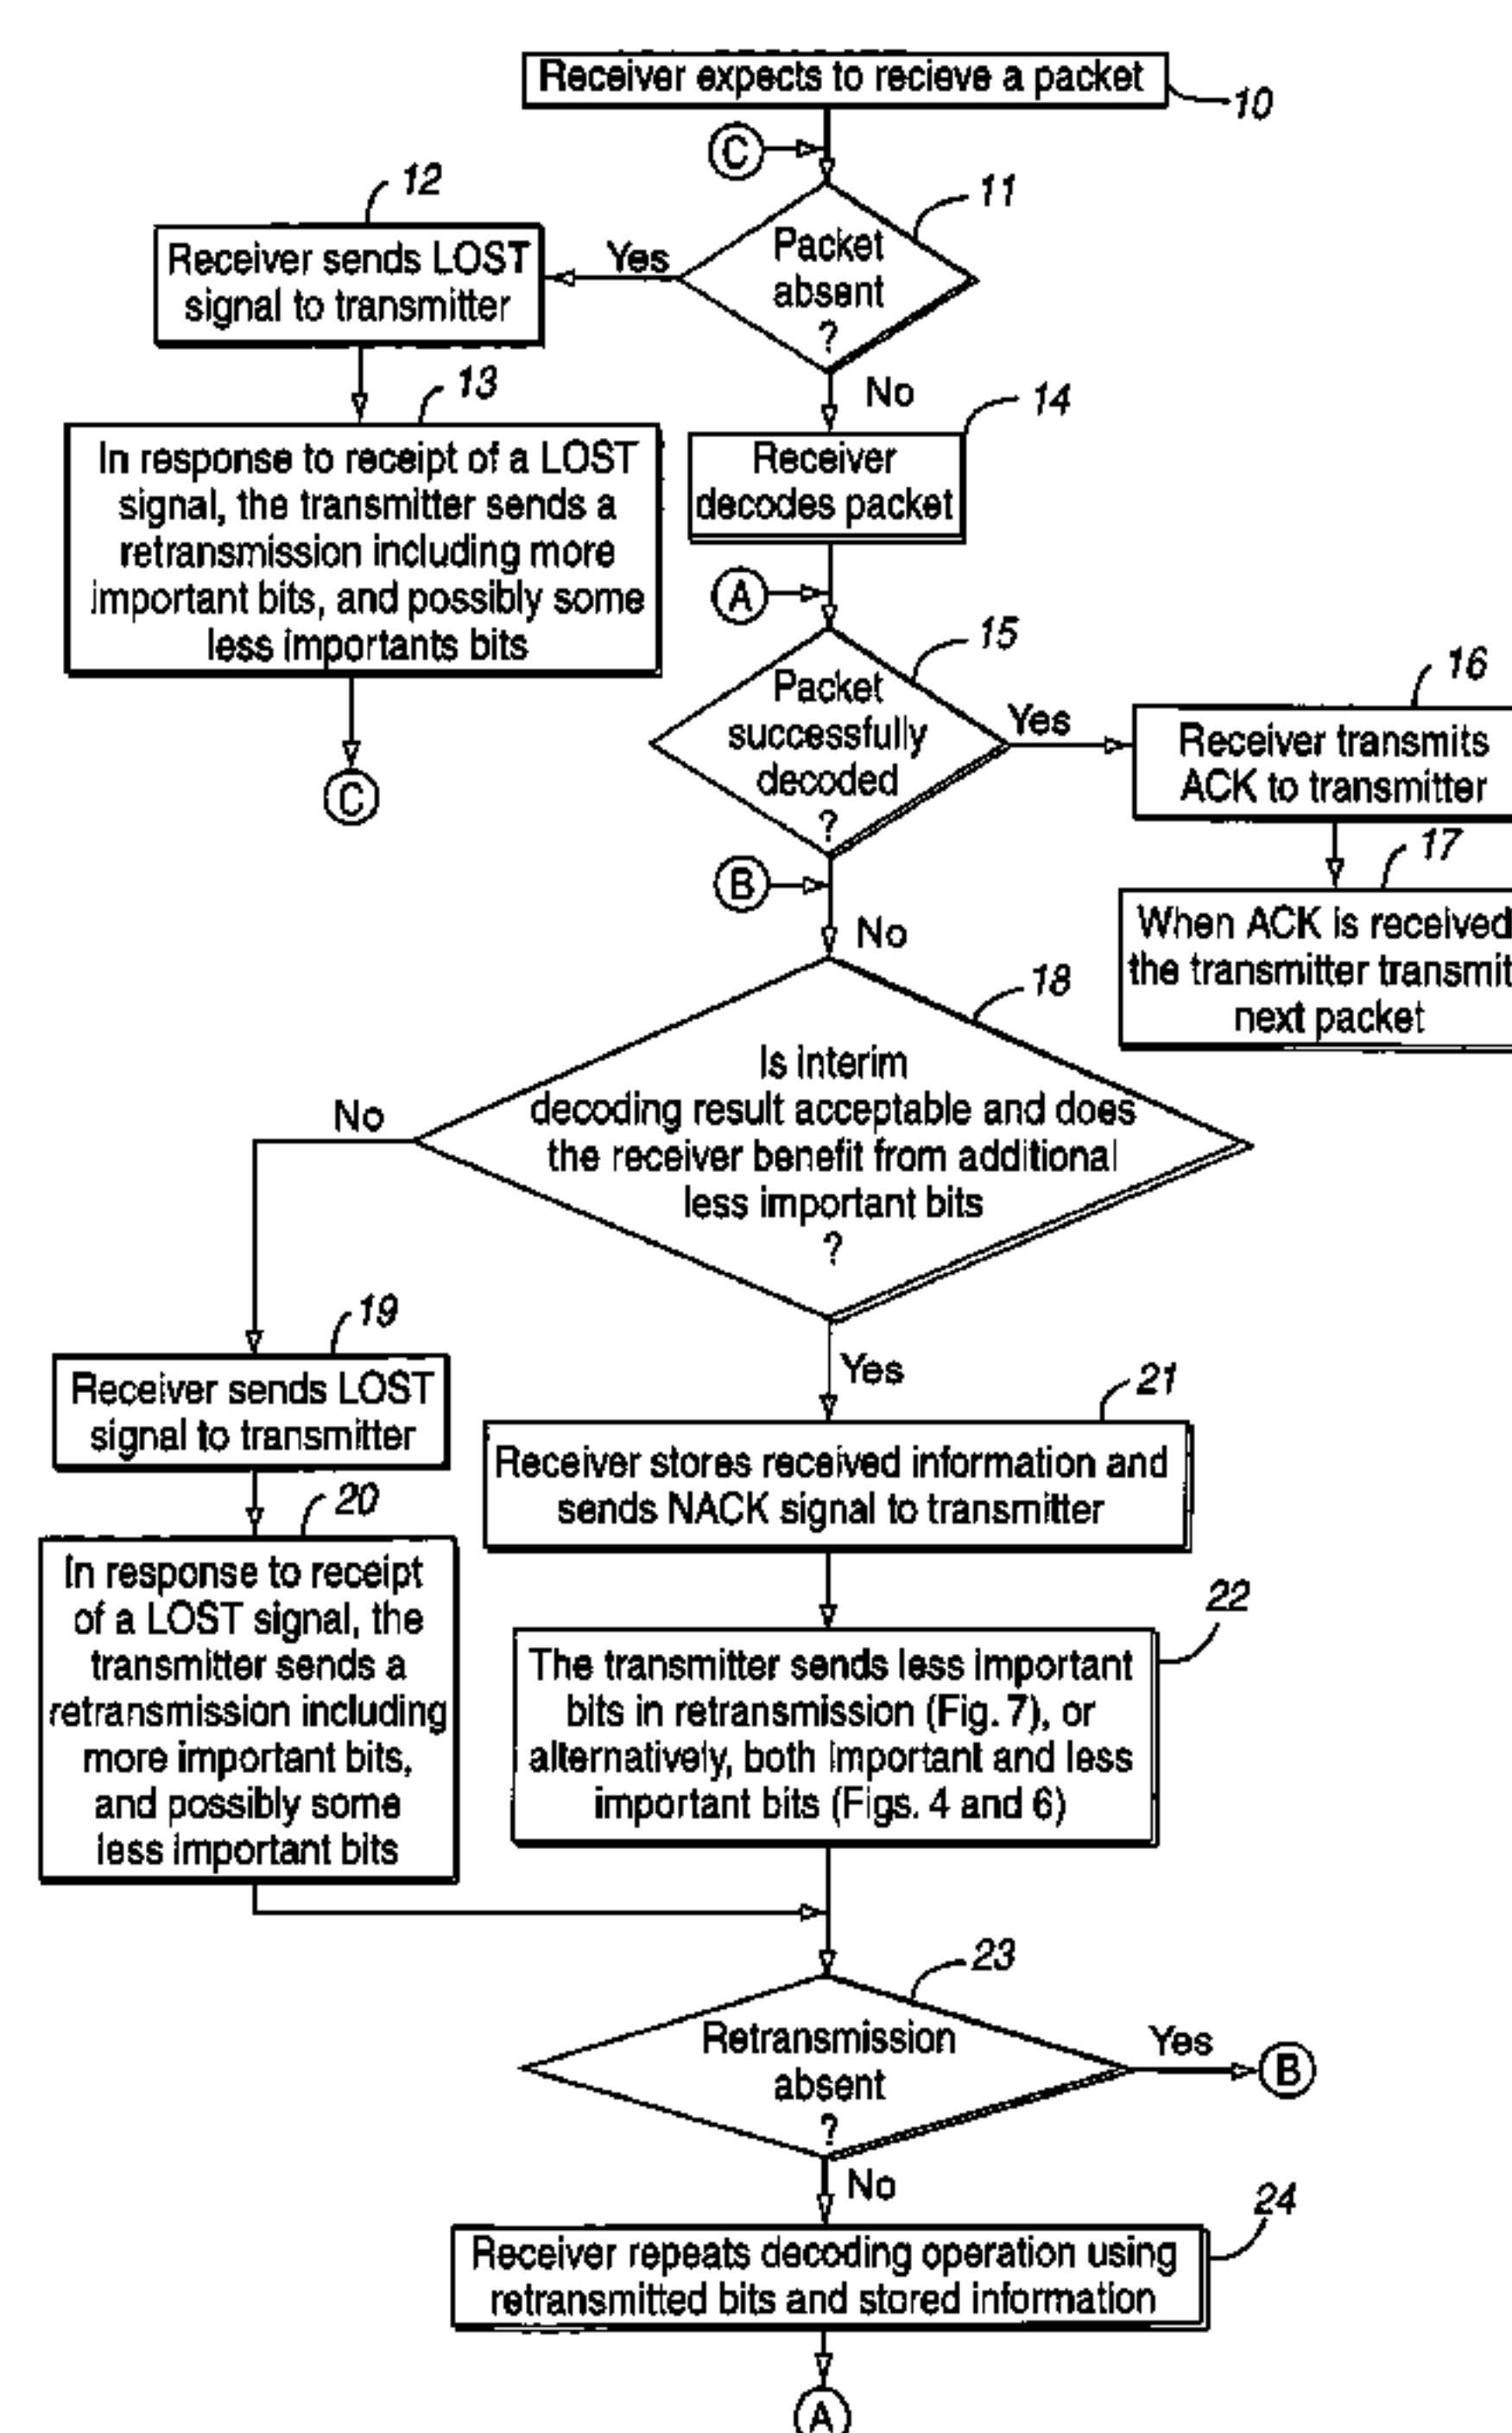 Receiver expects to recieve a packet
10
C
11
12
Packet
absent
?
Yes
Receiver sends LOST
signal to transmitter
No
13
14
In response to receipt of a LOST
signal, the transmitter sends a
retransmission including more
important bits, and possibly some
less importants bits
Receiver
decodes packet
A
C
15
Packet
successfully
decoded
?
Yes
16
Receiver transmits
ACK to transmitter
17
When ACK is received
the transmitter transmit
next packet
B
No
18
Is interim
decoding result acceptable and does
the receiver benefit from additional
less important bits
?
No
Yes
19
Receiver sends LOST
signal to transmitter
21
Receiver stores received information and
sends NACK signal to transmitter
20
In response to receipt
of a LOST signal, the
transmitter sends a
retransmission including
more important bits,
and possibly some
less important bits
22
The transmitter sends less important
bits in retransmission (Fig. 7), or
alternatively, both important and less
important bits (Figs. 4 and 6)
23
Retransmission
absent
?
Yes
B
No
24
Receiver repeats decoding operation using
retransmitted bits and stored information
A